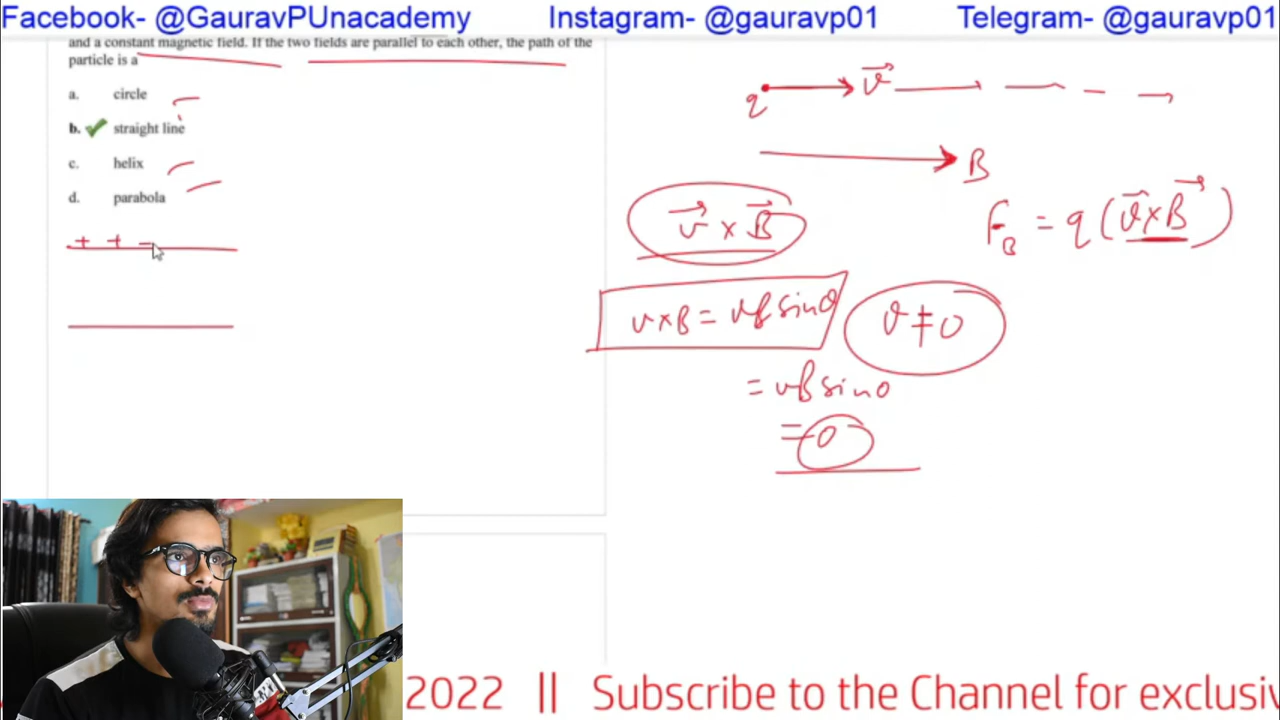 Facebook- @GauravPUnacademy Instagram- @gauravp01 Telegram- @gauravp01
and a constant magnetic field. If the two fields are parallel to each other, the path of the
particle is a
a. circle
b. straight line
c. helix
d. parabola
+ + −
q v⃗
B
v⃗ × B⃗
F_B = q (v⃗×B⃗)
v×B = vB sinθ
v ≠ 0
= vB sin0
= 0
2022 || Subscribe to the Channel for exclusiv